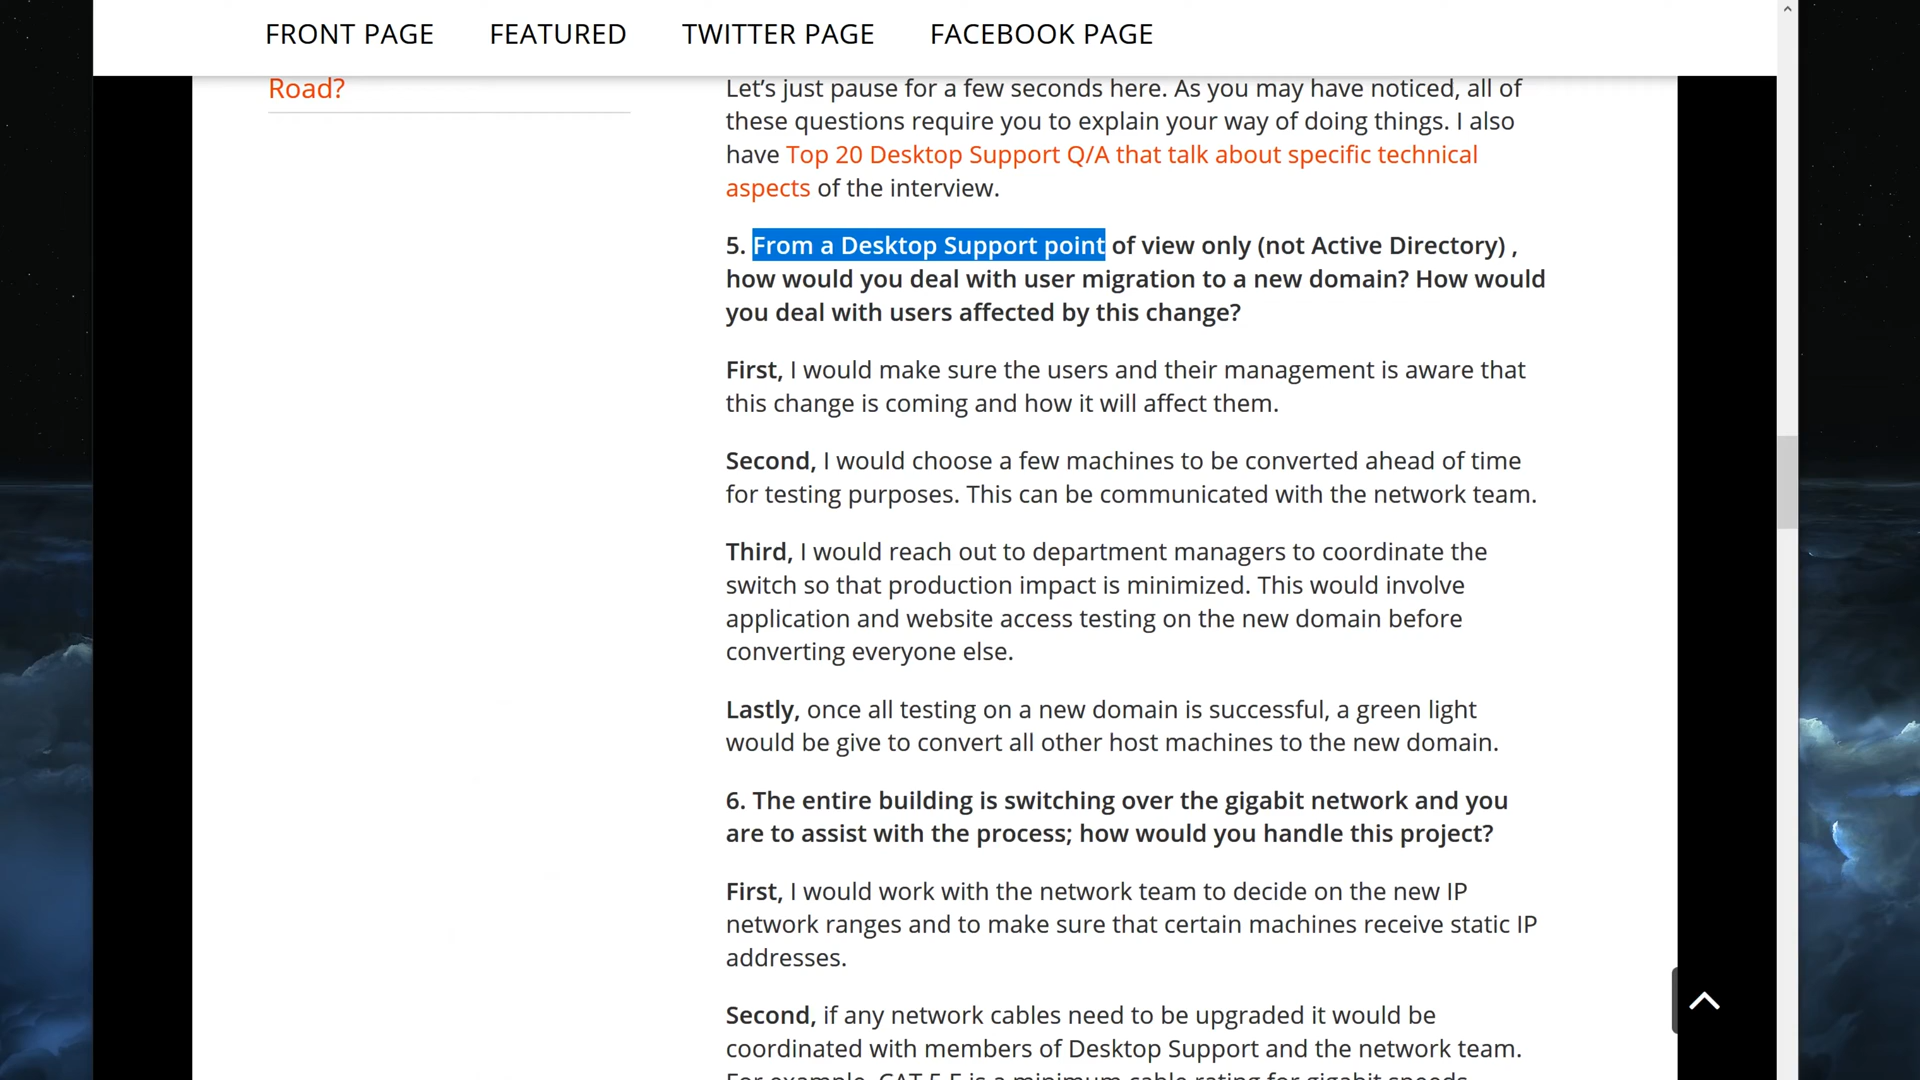 FRONT PAGE FEATURED TWITTER PAGE FACEBOOK PAGE
Road?
Let’s just pause for a few seconds here. As you may have noticed, all of
these questions require you to explain your way of doing things. I also
have Top 20 Desktop Support Q/A that talk about specific technical
aspects of the interview.
5. From a Desktop Support point of view only (not Active Directory) ,
how would you deal with user migration to a new domain? How would
you deal with users affected by this change?
First, I would make sure the users and their management is aware that
this change is coming and how it will affect them.
Second, I would choose a few machines to be converted ahead of time
for testing purposes. This can be communicated with the network team.
Third, I would reach out to department managers to coordinate the
switch so that production impact is minimized. This would involve
application and website access testing on the new domain before
converting everyone else.
Lastly, once all testing on a new domain is successful, a green light
would be give to convert all other host machines to the new domain.
6. The entire building is switching over the gigabit network and you
are to assist with the process; how would you handle this project?
First, I would work with the network team to decide on the new IP
network ranges and to make sure that certain machines receive static IP
addresses.
Second, if any network cables need to be upgraded it would be
coordinated with members of Desktop Support and the network team.
For example, CAT 5 E is a minimum cable rating for gigabit speeds.